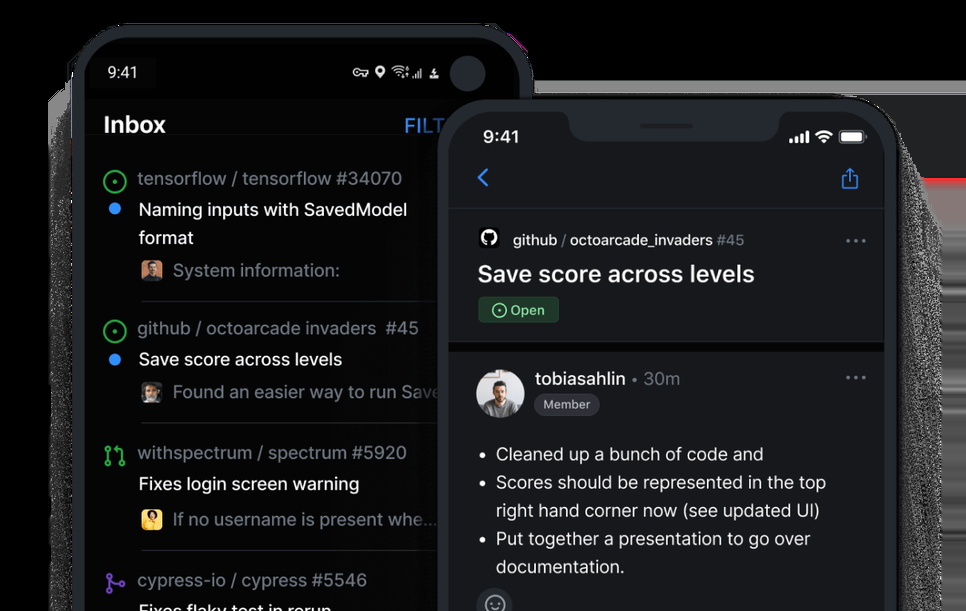 9:41
Inbox
FILT
tensorflow / tensorflow #34070
Naming inputs with SavedModel
format
System information:
github / octoarcade invaders #45
Save score across levels
Found an easier way to run Save
withspectrum / spectrum #5920
Fixes login screen warning
If no username is present whe...
cypress-io / cypress #5546
Fixes flaky test in rerun
9:41
github / octoarcade_invaders #45
Save score across levels
Open
tobiasahlin • 30m
Member
• Cleaned up a bunch of code and
• Scores should be represented in the top
right hand corner now (see updated UI)
• Put together a presentation to go over
documentation.